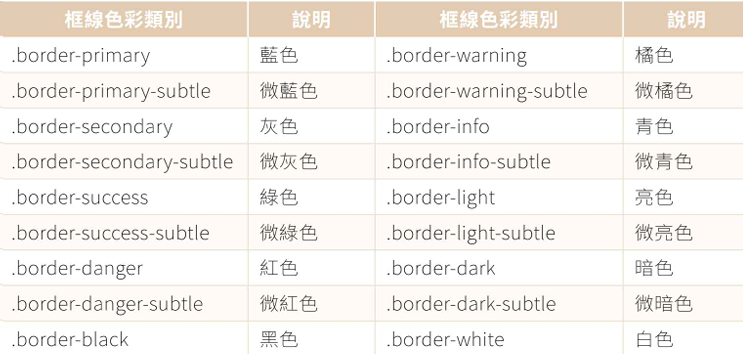 框線色彩類別 說明 框線色彩類別 說明
.border-primary 藍色 .border-warning 橘色
.border-primary-subtle 微藍色 .border-warning-subtle 微橘色
.border-secondary 灰色 .border-info 青色
.border-secondary-subtle 微灰色 .border-info-subtle 微青色
.border-success 綠色 .border-light 亮色
.border-success-subtle 微綠色 .border-light-subtle 微亮色
.border-danger 紅色 .border-dark 暗色
.border-danger-subtle 微紅色 .border-dark-subtle 微暗色
.border-black 黑色 .border-white 白色